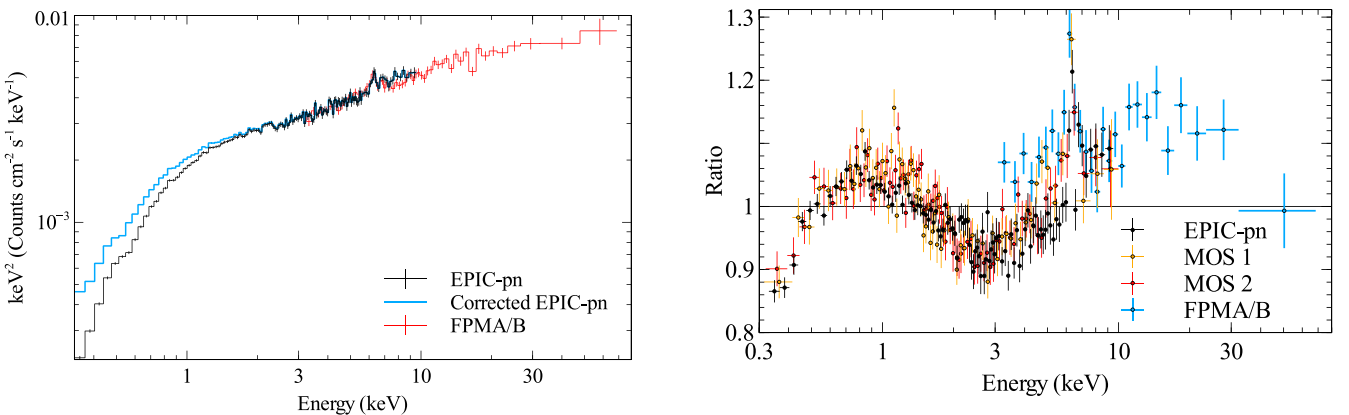 0.01
10⁻³
keV² (Counts cm⁻² s⁻¹ keV⁻¹)
EPIC-pn
Corrected EPIC-pn
FPMA/B
1 3 10 30
Energy (keV)
1.3
1.2
1.1
1
0.9
0.8
Ratio
EPIC-pn
MOS 1
MOS 2
FPMA/B
0.3 1 3 10 30
Energy (keV)